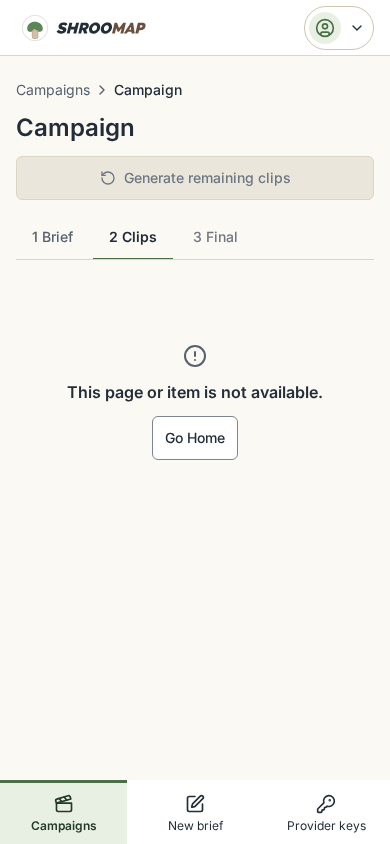 SHROOMAP
Campaigns > Campaign
Campaign
Generate remaining clips
1 Brief 2 Clips 3 Final
This page or item is not available.
Go Home
Campaigns New brief Provider keys